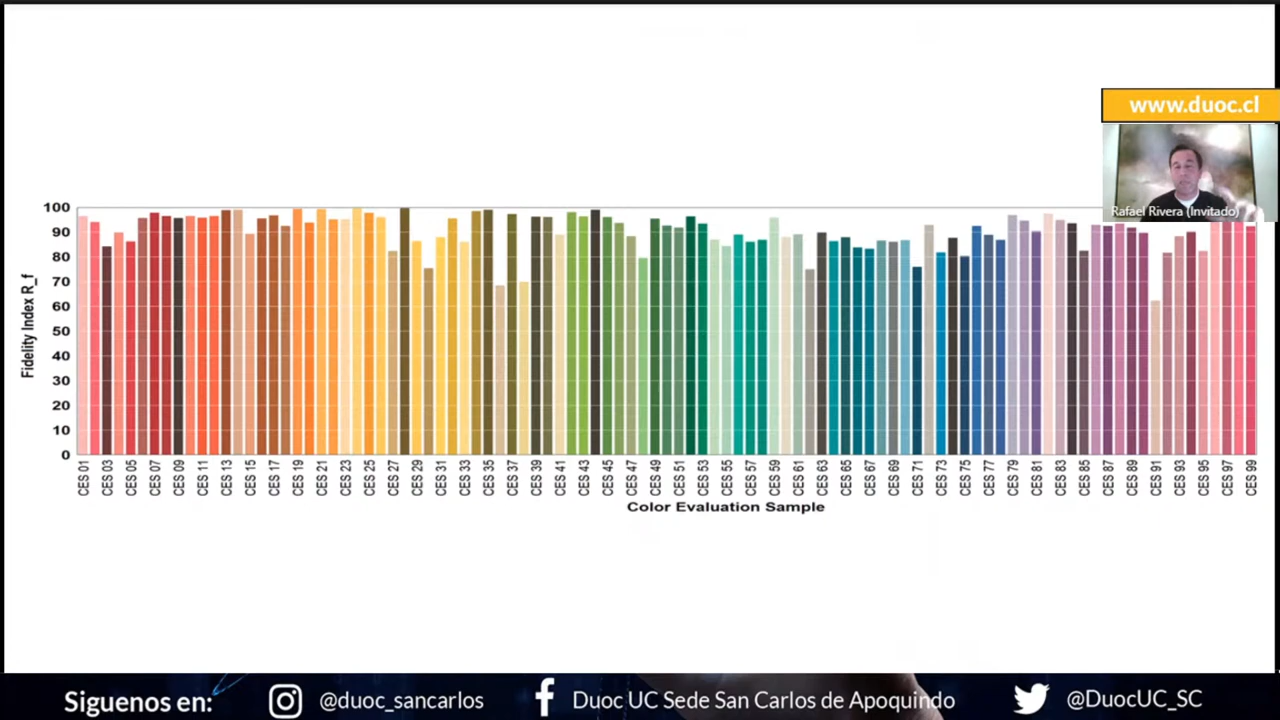 www.duoc.cl
Rafael Rivera (Invitado)
100
90
80
70
60
50
40
30
20
10
0
Fidelity Index R_f
CES 01
CES 03
CES 05
CES 07
CES 09
CES 11
CES 13
CES 15
CES 17
CES 19
CES 21
CES 23
CES 25
CES 27
CES 29
CES 31
CES 33
CES 35
CES 37
CES 39
CES 41
CES 43
CES 45
CES 47
CES 49
CES 51
CES 53
CES 55
CES 57
CES 59
CES 61
CES 63
CES 65
CES 67
CES 69
CES 71
CES 73
CES 75
CES 77
CES 79
CES 81
CES 83
CES 85
CES 87
CES 89
CES 91
CES 93
CES 95
CES 97
CES 99
Color Evaluation Sample
Siguenos en: @duoc_sancarlos Duoc UC Sede San Carlos de Apoquindo @DuocUC_SC